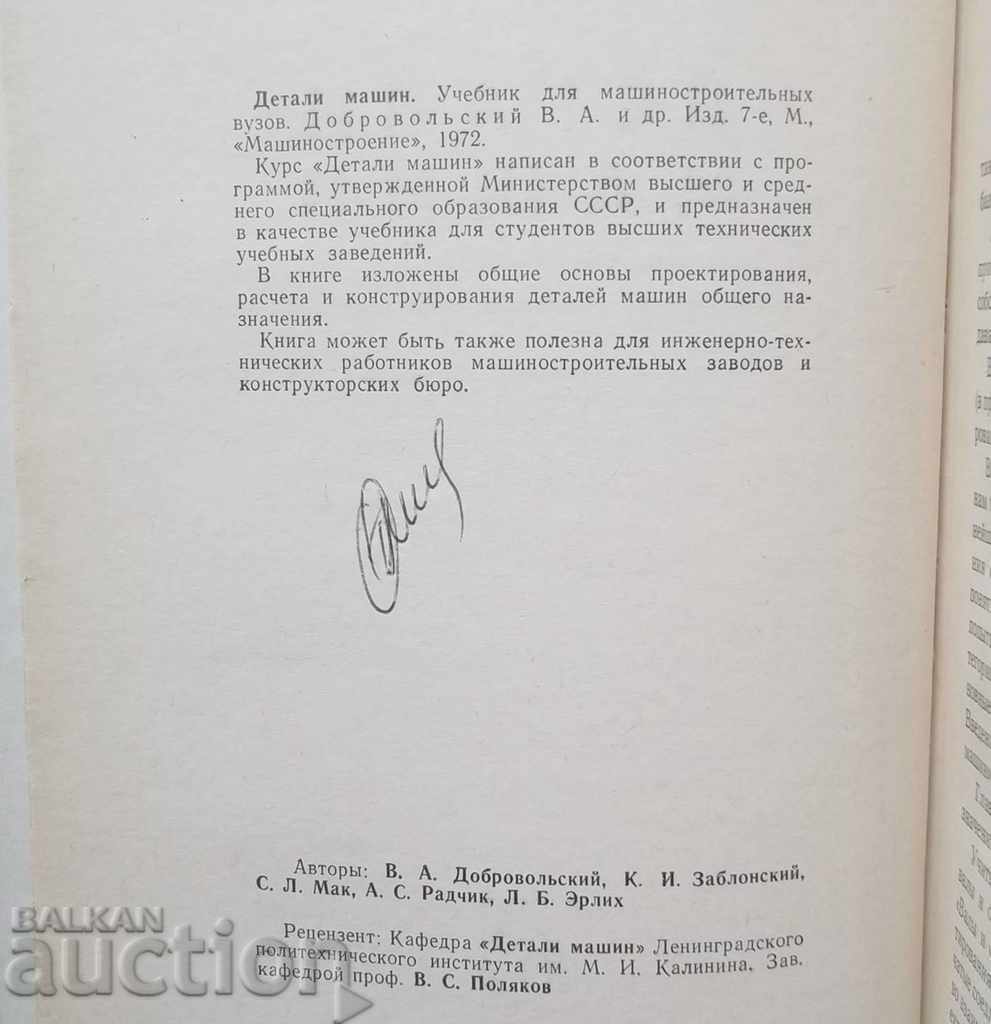 Детали машин. Учебник для машиностроительных
вузов. Добровольский В. А. и др. Изд. 7-е, М.,
«Машиностроение», 1972.
Курс «Детали машин» написан в соответствии с про-
граммой, утвержденной Министерством высшего и сред-
него специального образования СССР, и предназначен
в качестве учебника для студентов высших технических
учебных заведений.
В книге изложены общие основы проектирования,
расчета и конструирования деталей машин общего на-
значения.
Книга может быть также полезна для инженерно-тех-
нических работников машиностроительных заводов и
конструкторских бюро.
Авторы: В. А. Добровольский, К. И. Заблонский,
С. Л. Мак, А. С. Радчик, Л. Б. Эрлих
Рецензент: Кафедра «Детали машин» Ленинградского
политехнического института им. М. И. Калинина. Зав.
кафедрой проф. В. С. Поляков
BALKAN
auction